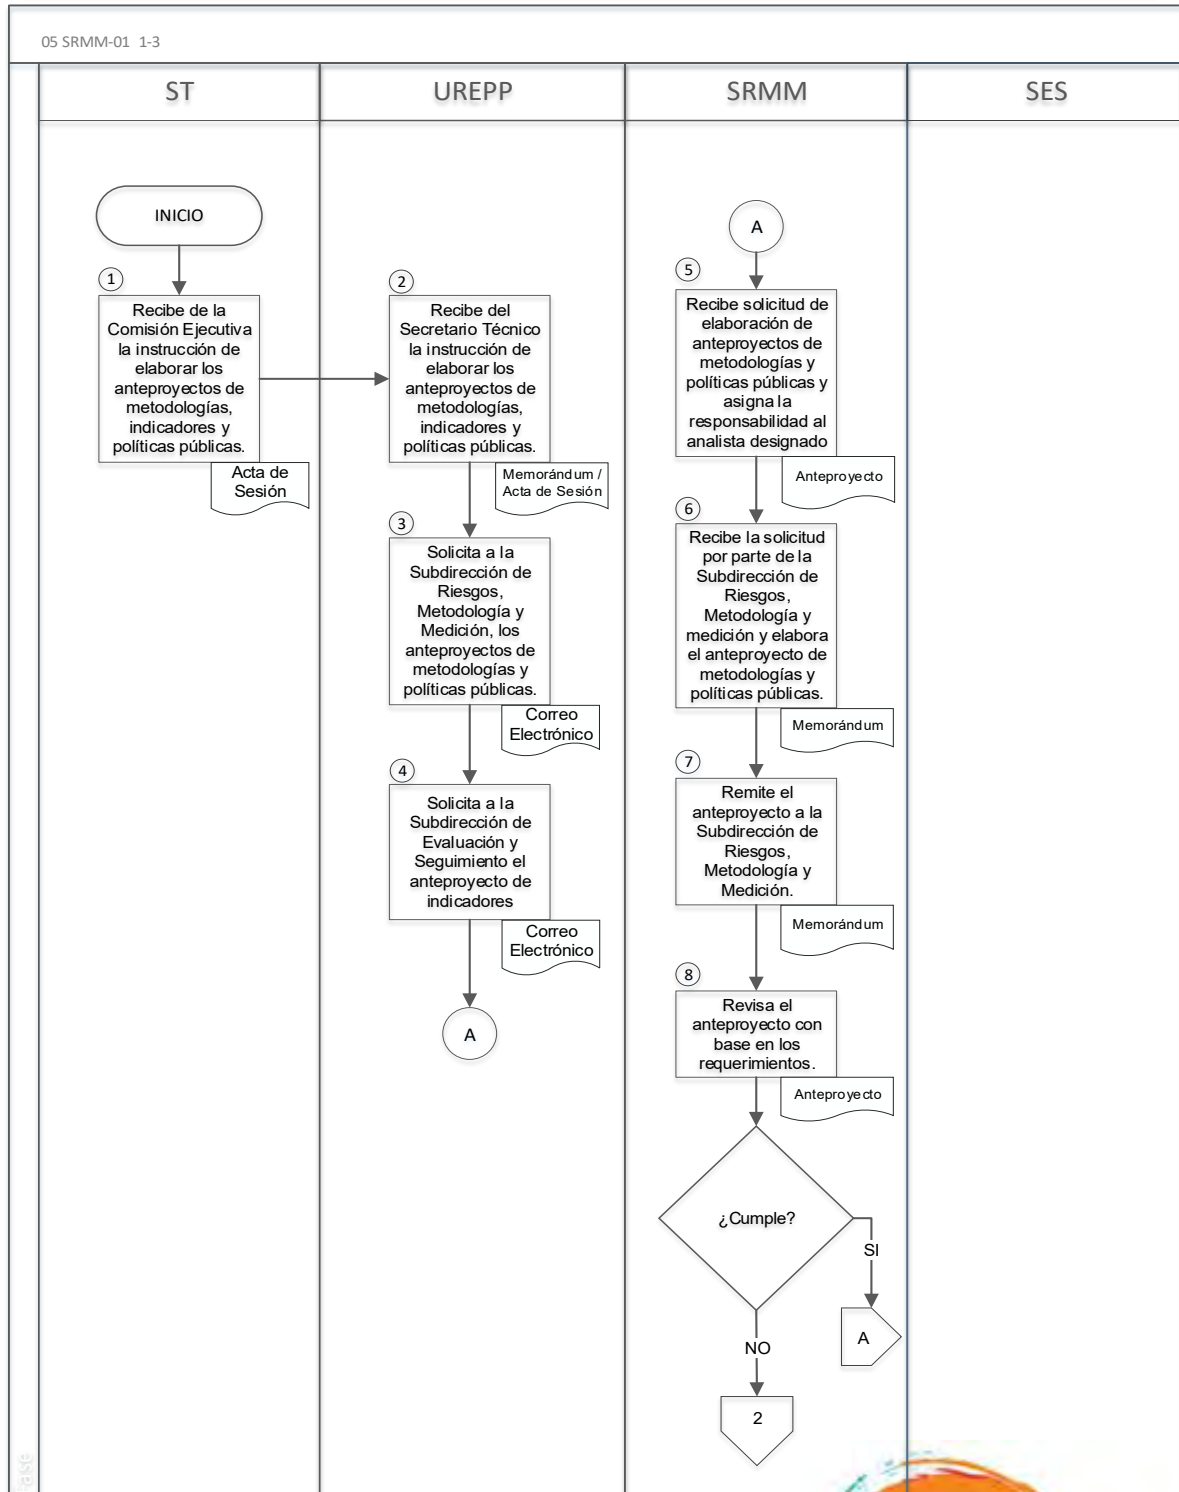 05 SRMM-01 1-3
ST
UREPP
SRMM
SES
INICIO
1
Recibe de la
Comisión Ejecutiva
la instrucción de
elaborar los
anteproyectos de
metodologías,
indicadores y
políticas públicas.
Acta de
Sesión
2
Recibe del
Secretario Técnico
la instrucción de
elaborar los
anteproyectos de
metodologías,
indicadores y
políticas públicas.
Memorándum /
Acta de Sesión
3
Solicita a la
Subdirección de
Riesgos,
Metodología y
Medición, los
anteproyectos de
metodologías y
políticas públicas.
Correo
Electrónico
4
Solicita a la
Subdirección de
Evaluación y
Seguimiento el
anteproyecto de
indicadores
Correo
Electrónico
A
A
5
Recibe solicitud de
elaboración de
anteproyectos de
metodologías y
políticas públicas y
asigna la
responsabilidad al
analista designado
Anteproyecto
6
Recibe la solicitud
por parte de la
Subdirección de
Riesgos,
Metodología y
medición y elabora
el anteproyecto de
metodologías y
políticas públicas.
Memorándum
7
Remite el
anteproyecto a la
Subdirección de
Riesgos,
Metodología y
Medición.
Memorándum
8
Revisa el
anteproyecto con
base en los
requerimientos.
Anteproyecto
¿Cumple?
SI
A
NO
2
Fase